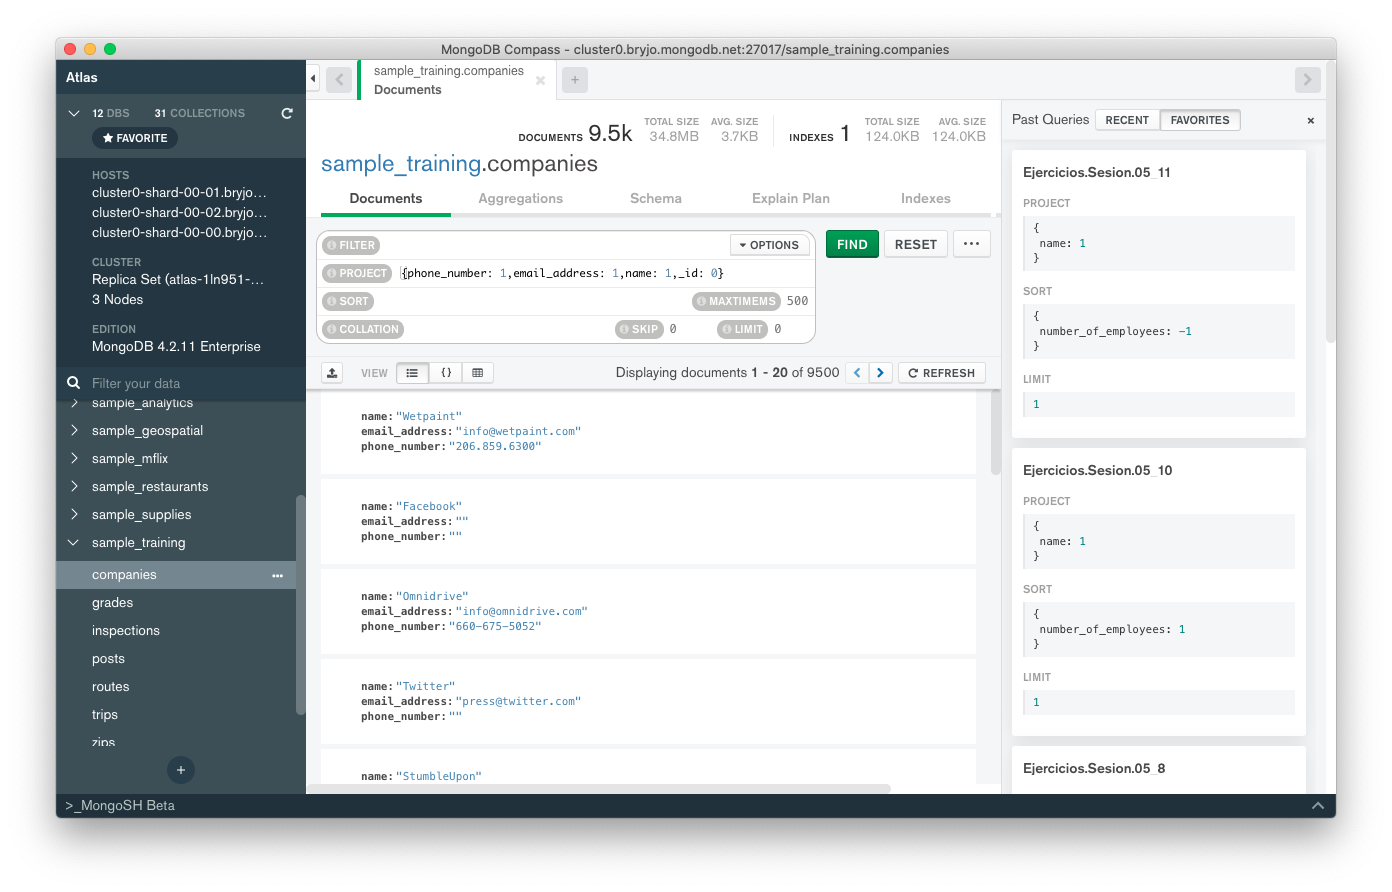 MongoDB Compass - cluster0.bryjo.mongodb.net:27017/sample_training.companies
Atlas
12 DBS 31 COLLECTIONS
FAVORITE
HOSTS
cluster0-shard-00-01.bryjo...
cluster0-shard-00-02.bryjo...
cluster0-shard-00-00.bryjo...
CLUSTER
Replica Set (atlas-1ln951-...
3 Nodes
EDITION
MongoDB 4.2.11 Enterprise
Filter your data
sample_analytics
sample_geospatial
sample_mflix
sample_restaurants
sample_supplies
sample_training
companies
grades
inspections
posts
routes
trips
zips
sample_training.companies
Documents
DOCUMENTS 9.5k TOTAL SIZE 34.8MB AVG. SIZE 3.7KB INDEXES 1 TOTAL SIZE 124.0KB AVG. SIZE 124.0KB
sample_training.companies
Documents Aggregations Schema Explain Plan Indexes
FILTER OPTIONS FIND RESET
PROJECT {phone_number: 1,email_address: 1,name: 1,_id: 0}
SORT MAXTIMEMS 500
COLLATION SKIP 0 LIMIT 0
VIEW {} Displaying documents 1 - 20 of 9500 REFRESH
name:"Wetpaint"
email_address:"info@wetpaint.com"
phone_number:"206.859.6300"
name:"Facebook"
email_address:""
phone_number:""
name:"Omnidrive"
email_address:"info@omnidrive.com"
phone_number:"660-675-5052"
name:"Twitter"
email_address:"press@twitter.com"
phone_number:""
name:"StumbleUpon"
Past Queries RECENT FAVORITES
Ejercicios.Sesion.05_11
PROJECT
{
name: 1
}
SORT
{
number_of_employees: -1
}
LIMIT
1
Ejercicios.Sesion.05_10
PROJECT
{
name: 1
}
SORT
{
number_of_employees: 1
}
LIMIT
1
Ejercicios.Sesion.05_8
>_MongoSH Beta